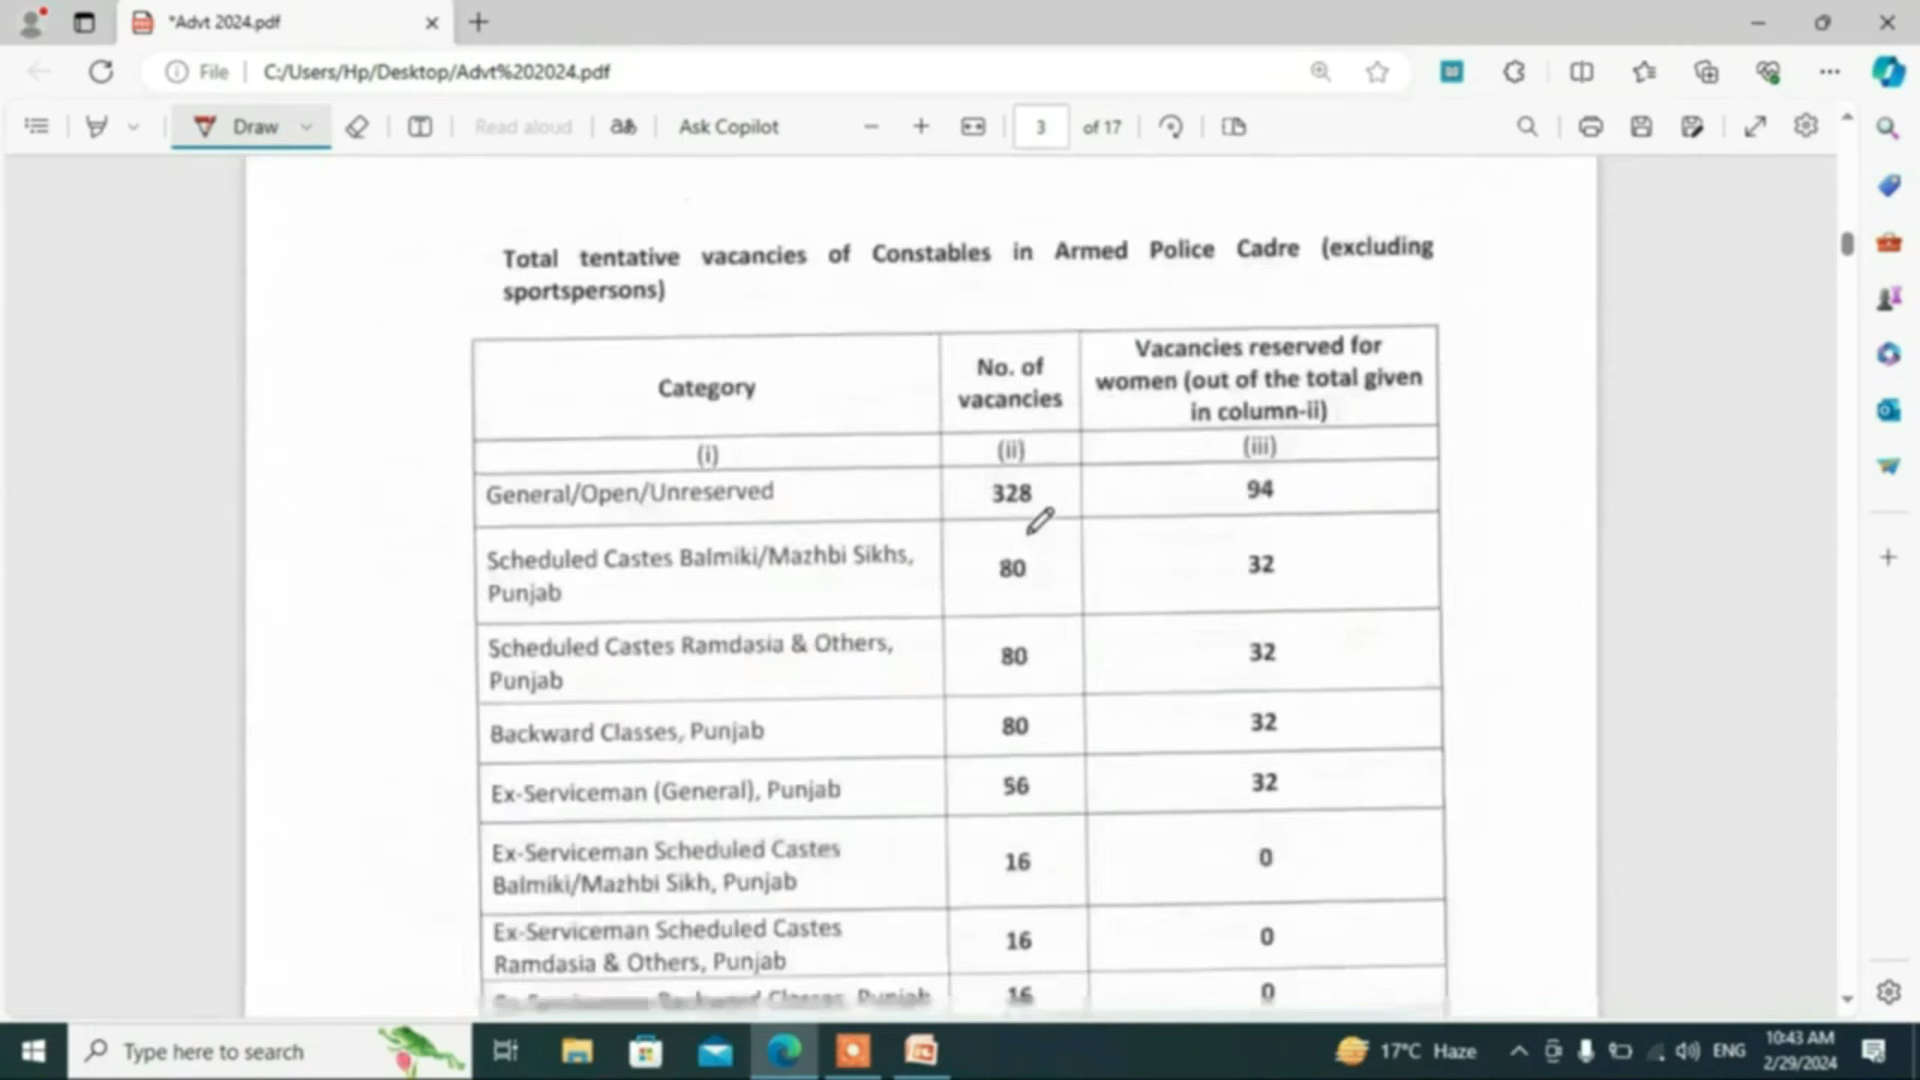 *Advt 2024.pdf
File
C:/Users/Hp/Desktop/Advt%202024.pdf
Draw
Read aloud
Ask Copilot
3 of 17
Total tentative vacancies of Constables in Armed Police Cadre (excluding
sportspersons)
Category
No. of
vacancies
Vacancies reserved for
women (out of the total given
in column-ii)
(i) (ii) (iii)
General/Open/Unreserved 328 94
Scheduled Castes Balmiki/Mazhbi Sikhs,
Punjab
80 32
Scheduled Castes Ramdasia & Others,
Punjab
80 32
Backward Classes, Punjab 80 32
Ex-Serviceman (General), Punjab 56 32
Ex-Serviceman Scheduled Castes
Balmiki/Mazhbi Sikh, Punjab
16 0
Ex-Serviceman Scheduled Castes
Ramdasia & Others, Punjab
16 0
Backward Classes, Punjab 16 0
Type here to search
17°C Haze
ENG
10:43 AM
2/29/2024